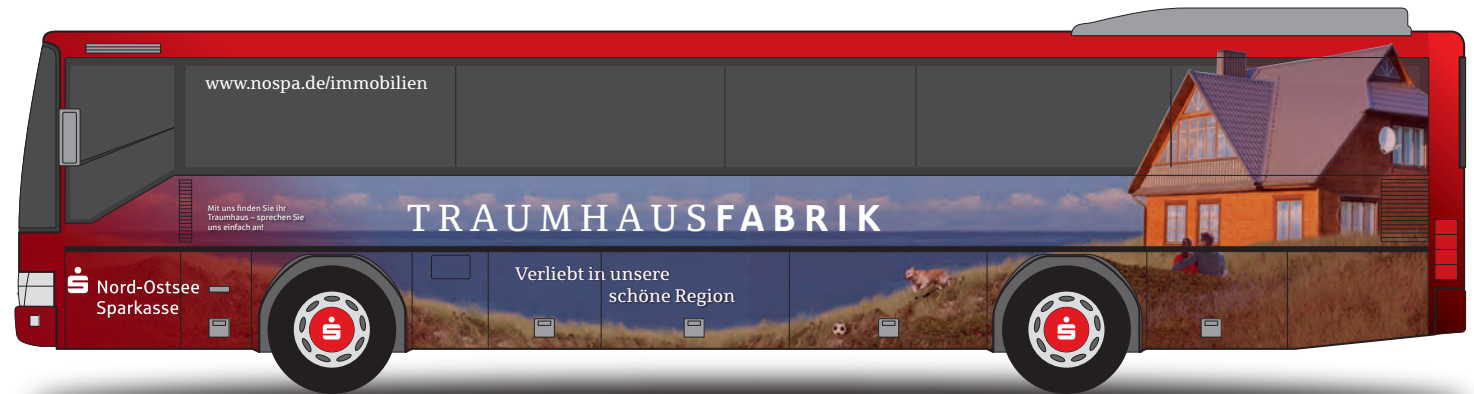 www.nospa.de/immobilien
Mit uns finden Sie ihr
Traumhaus – sprechen Sie
uns einfach an!
TRAUMHAUSFABRIK
Verliebt in unsere
schöne Region
Nord-Ostsee
Sparkasse